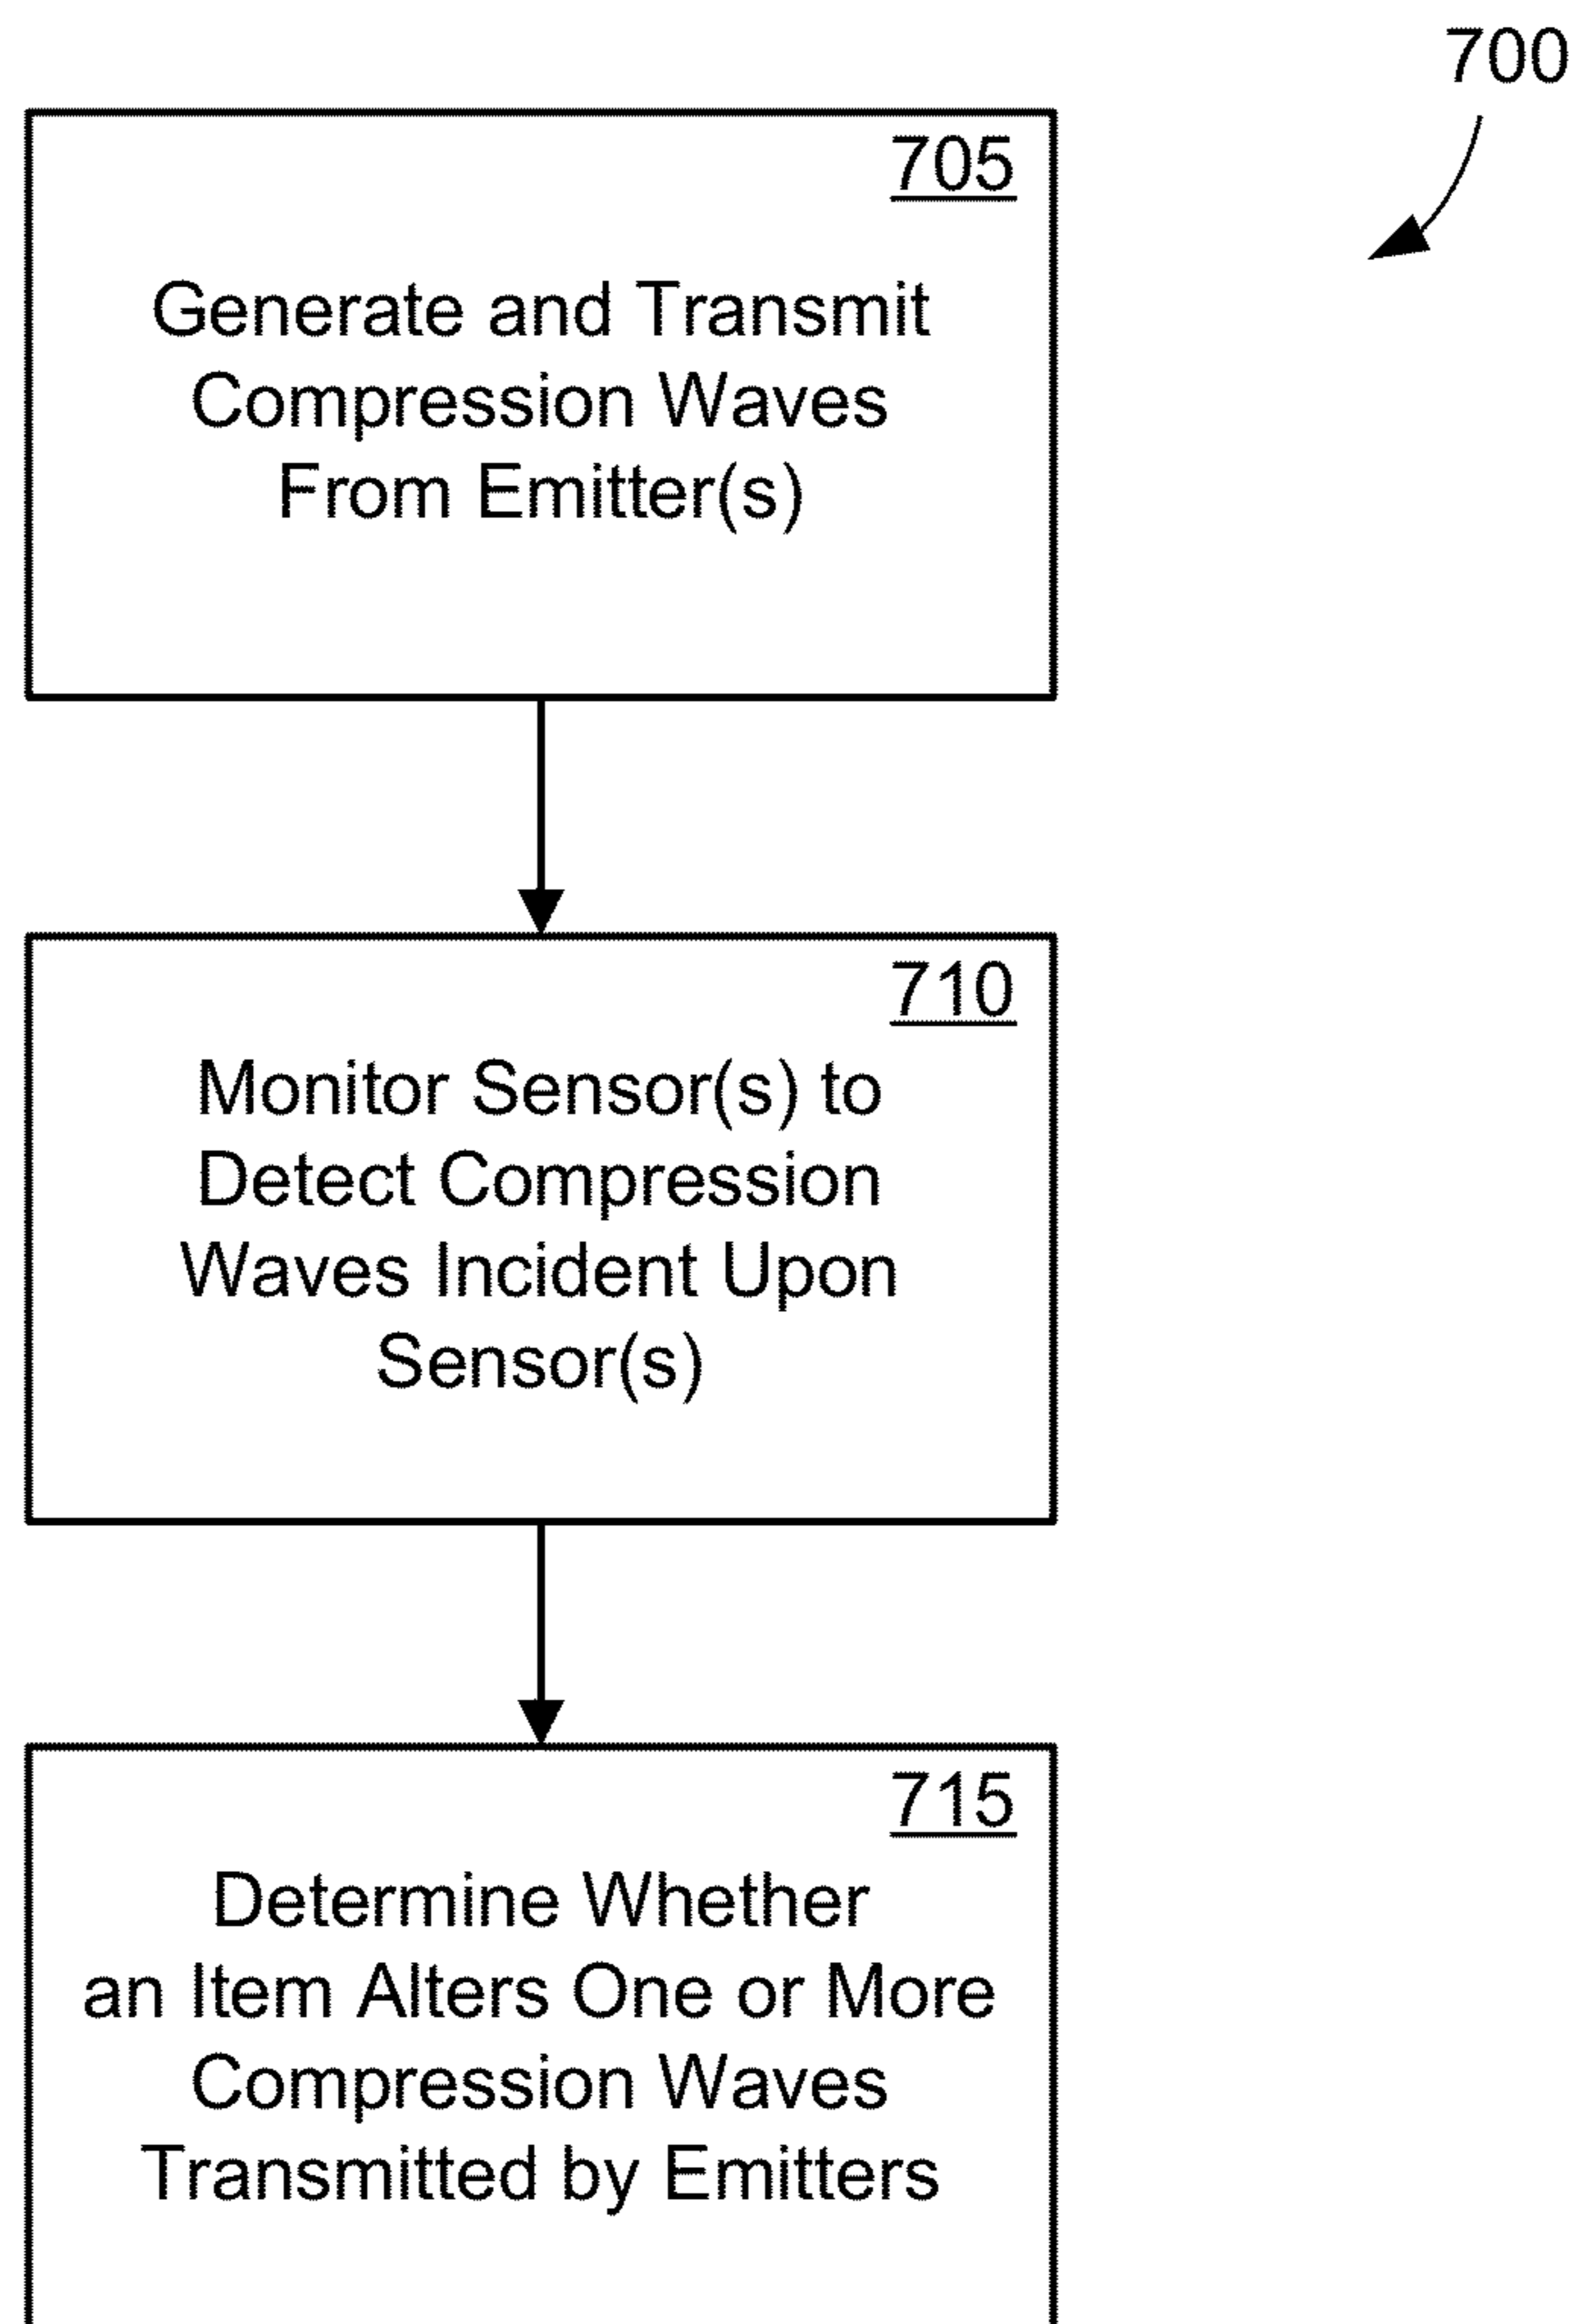 700
705
Generate and Transmit
Compression Waves
From Emitter(s)
710
Monitor Sensor(s) to
Detect Compression
Waves Incident Upon
Sensor(s)
715
Determine Whether
an Item Alters One or More
Compression Waves
Transmitted by Emitters